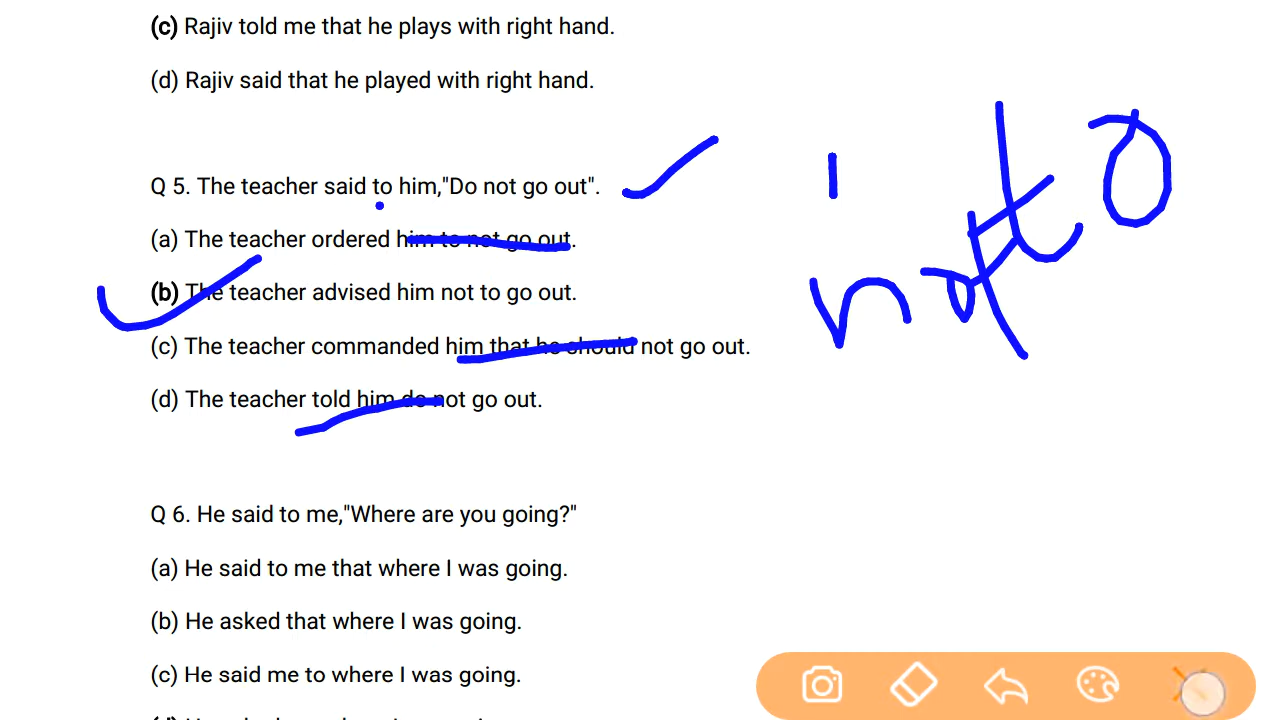 (c) Rajiv told me that he plays with right hand.
(d) Rajiv said that he played with right hand.
Q 5. The teacher said to him,"Do not go out".
(a) The teacher ordered him to not go out.
(b) The teacher advised him not to go out.
(c) The teacher commanded him that he should not go out.
(d) The teacher told him do not go out.
not to
Q 6. He said to me,"Where are you going?"
(a) He said to me that where I was going.
(b) He asked that where I was going.
(c) He said me to where I was going.